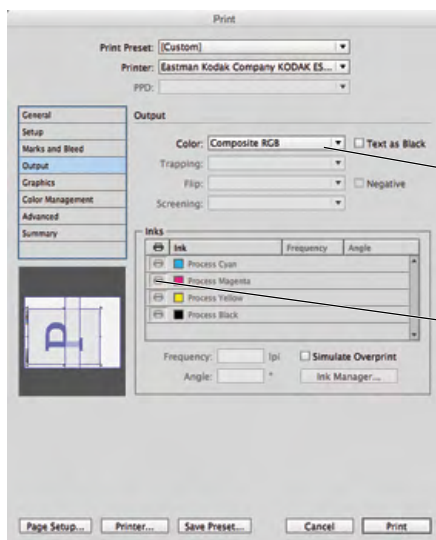 Print
Print Preset: [Custom]
Printer: Eastman Kodak Company KODAK ES...
PPD:
General
Setup
Marks and Bleed
Output
Graphics
Color Management
Advanced
Summary
Output
Color: Composite RGB
Text as Black
Trapping:
Flip:
Negative
Screening:
Inks
Ink Frequency Angle
Process Cyan
Process Magenta
Process Yellow
Process Black
Frequency: lpi
Simulate Overprint
Angle: °
Ink Manager...
P
Page Setup... Printer... Save Preset... Cancel Print